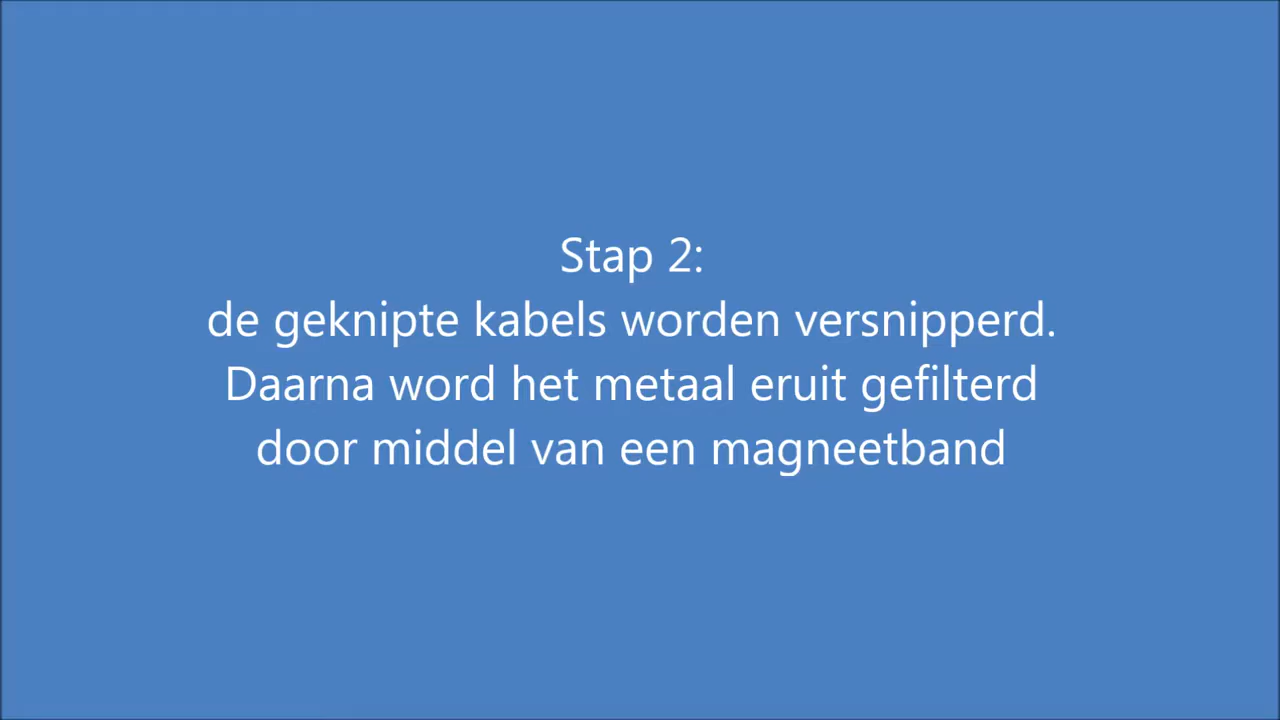 Stap 2:
de geknipte kabels worden versnipperd.
Daarna word het metaal eruit gefilterd
door middel van een magneetband